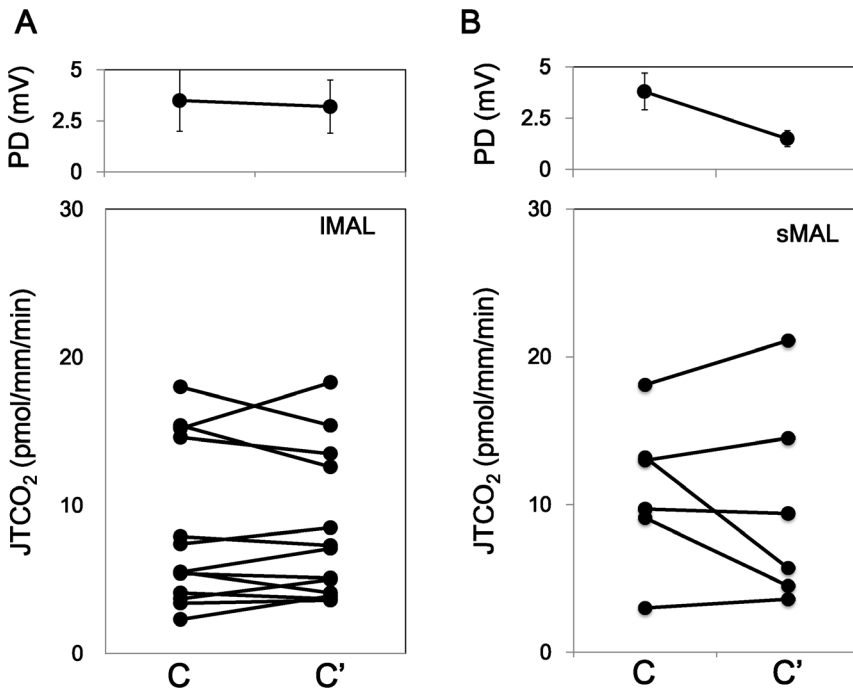 A
PD (mV)
5
2.5
0
lMAL
JTCO₂ (pmol/mm/min)
30
20
10
0
C C’
B
PD (mV)
5
2.5
0
sMAL
JTCO₂ (pmol/mm/min)
30
20
10
0
C C’